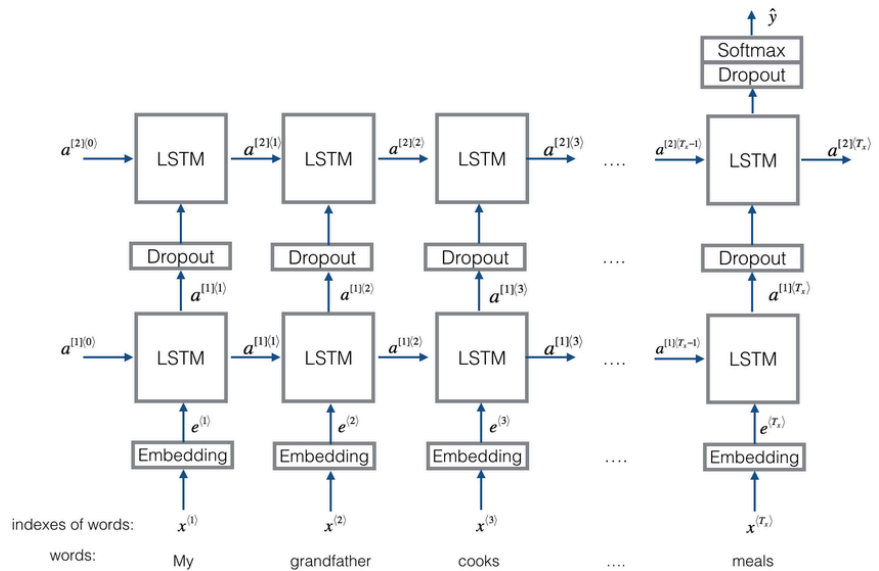 ŷ
Softmax
Dropout
a^{[2]⟨0⟩} LSTM a^{[2]⟨1⟩} LSTM a^{[2]⟨2⟩} LSTM a^{[2]⟨3⟩} .... a^{[2]⟨T_x−1⟩} LSTM a^{[2]⟨T_x⟩}
Dropout Dropout Dropout .... Dropout
a^{[1]⟨1⟩} a^{[1]⟨2⟩} a^{[1]⟨3⟩} a^{[1]⟨T_x⟩}
a^{[1]⟨0⟩} LSTM a^{[1]⟨1⟩} LSTM a^{[1]⟨2⟩} LSTM a^{[1]⟨3⟩} .... a^{[1]⟨T_x−1⟩} LSTM
e^{⟨1⟩} e^{⟨2⟩} e^{⟨3⟩} e^{⟨T_x⟩}
Embedding Embedding Embedding .... Embedding
indexes of words: x^{⟨1⟩} x^{⟨2⟩} x^{⟨3⟩} x^{⟨T_x⟩}
words: My grandfather cooks .... meals